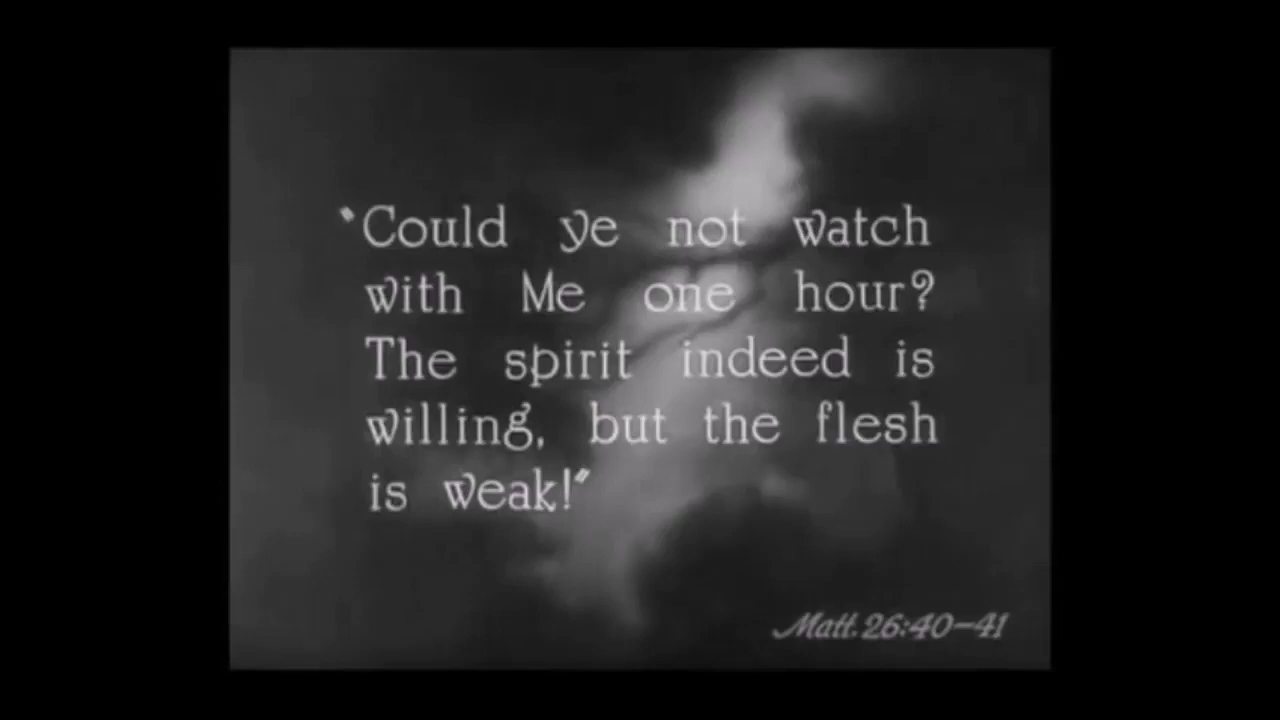 "Could ye not watch
with Me one hour?
The spirit indeed is
willing, but the flesh
is weak!"
Matt. 26:40-41